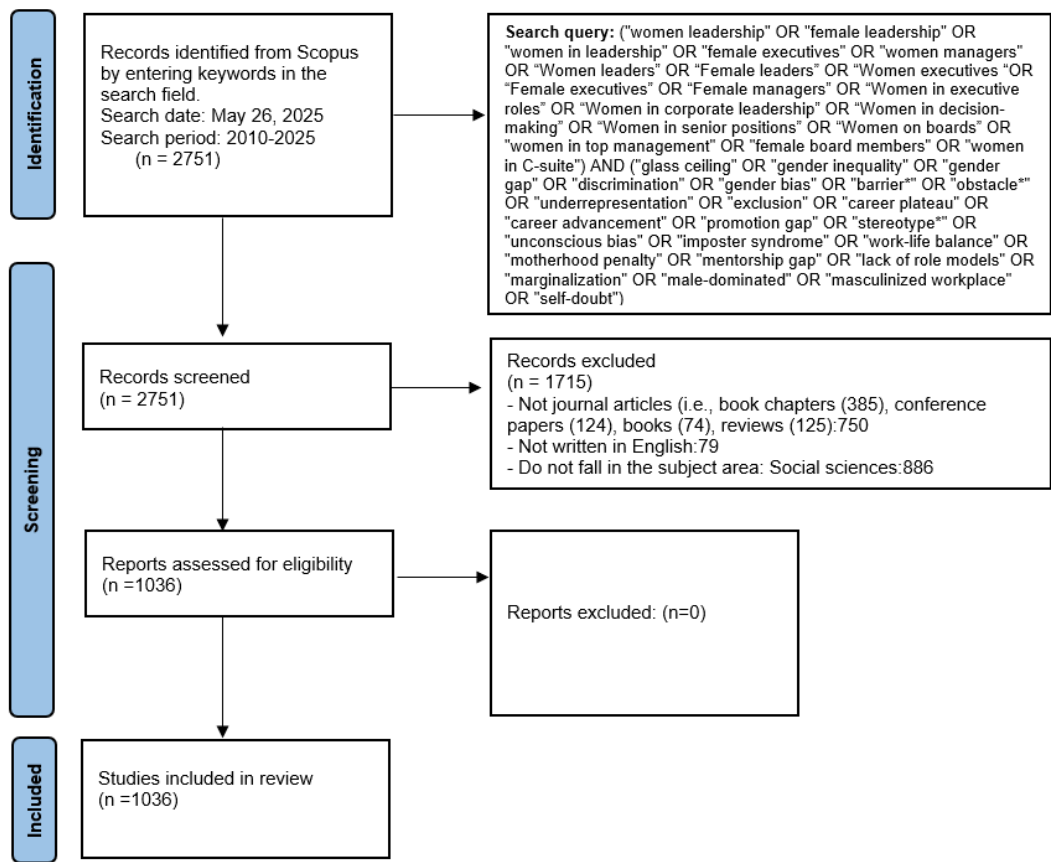 Identification
Records identified from Scopus
by entering keywords in the
search field.
Search date: May 26, 2025
Search period: 2010-2025
(n = 2751)
Search query: ("women leadership" OR "female leadership" OR
"women in leadership" OR "female executives" OR "women managers"
OR “Women leaders” OR “Female leaders” OR “Women executives “OR
“Female executives” OR “Female managers” OR “Women in executive
roles” OR “Women in corporate leadership” OR “Women in decision-
making” OR “Women in senior positions” OR “Women on boards” OR
"women in top management" OR "female board members" OR "women
in C-suite") AND ("glass ceiling" OR "gender inequality" OR "gender
gap" OR "discrimination" OR "gender bias" OR "barrier*" OR "obstacle*"
OR "underrepresentation" OR "exclusion" OR "career plateau" OR
"career advancement" OR "promotion gap" OR "stereotype*" OR
"unconscious bias" OR "imposter syndrome" OR "work-life balance" OR
"motherhood penalty" OR "mentorship gap" OR "lack of role models" OR
"marginalization" OR "male-dominated" OR "masculinized workplace"
OR "self-doubt")
Screening
Records screened
(n = 2751)
Records excluded
(n = 1715)
- Not journal articles (i.e., book chapters (385), conference
papers (124), books (74), reviews (125):750
- Not written in English:79
- Do not fall in the subject area: Social sciences:886
Reports assessed for eligibility
(n =1036)
Reports excluded: (n=0)
Included
Studies included in review
(n =1036)